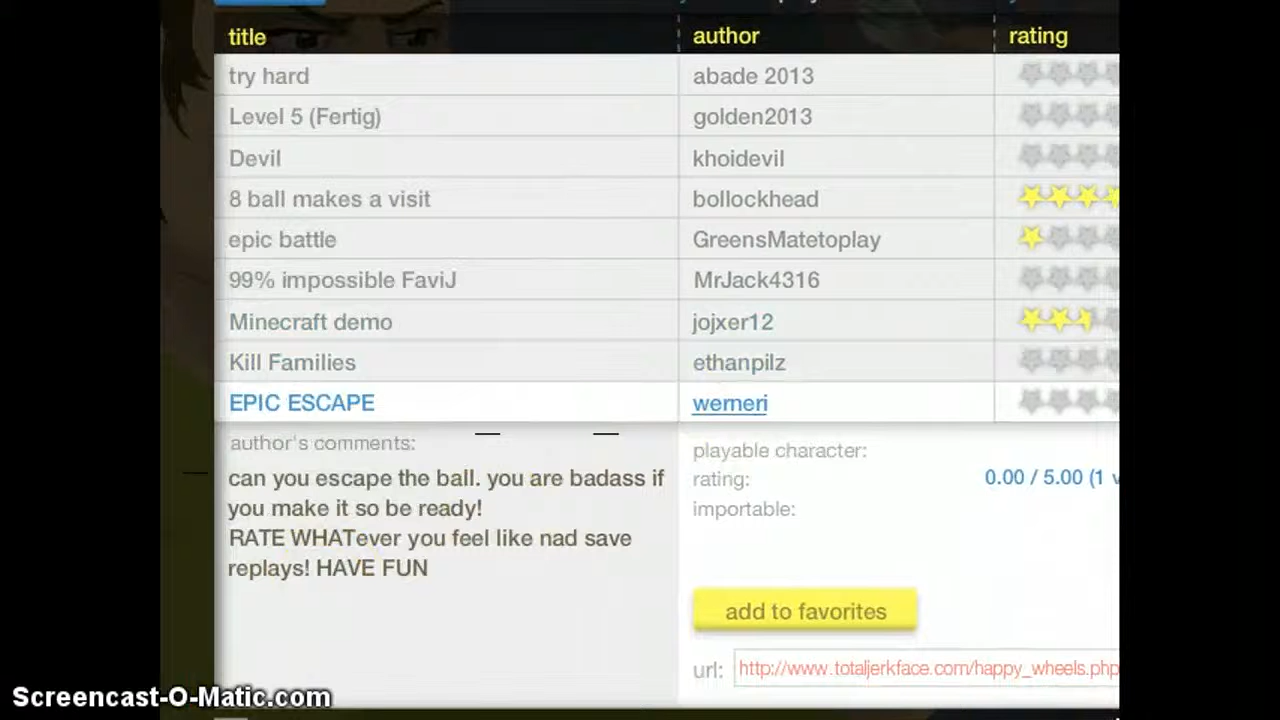 title author rating
try hard abade 2013
Level 5 (Fertig) golden2013
Devil khoidevil
8 ball makes a visit bollockhead
epic battle GreensMatetoplay
99% impossible FaviJ MrJack4316
Minecraft demo jojxer12
Kill Families ethanpilz
EPIC ESCAPE werneri
author's comments:
can you escape the ball. you are badass if
you make it so be ready!
RATE WHATever you feel like nad save
replays! HAVE FUN
playable character:
rating: 0.00 / 5.00 (1
importable:
add to favorites
url: http://www.totaljerkface.com/happy_wheels.php
Screencast-O-Matic.com